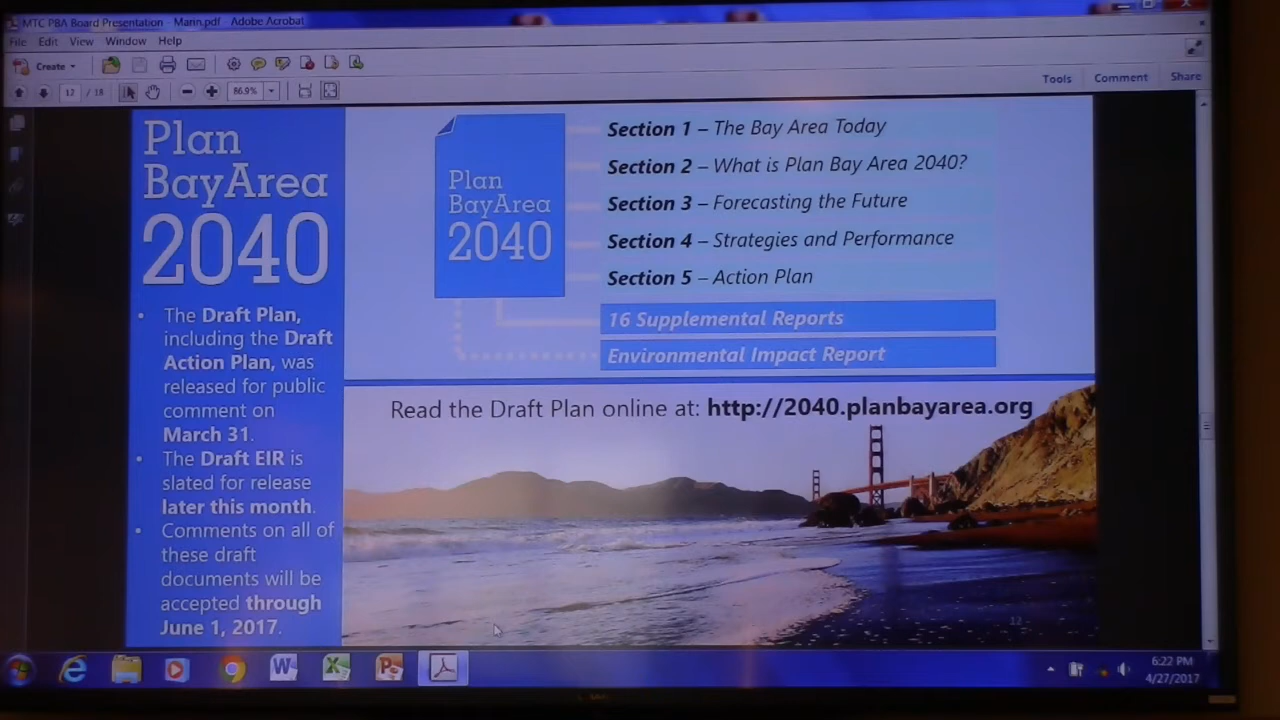 MTC PBA Board Presentation - Marin.pdf - Adobe Acrobat
File Edit View Window Help
Create
12 / 18
86.9%
Tools Comment Share
Plan
BayArea
2040
• The Draft Plan,
including the Draft
Action Plan, was
released for public
comment on
March 31.
• The Draft EIR is
slated for release
later this month.
• Comments on all of
these draft
documents will be
accepted through
June 1, 2017.
Plan
BayArea
2040
Section 1 – The Bay Area Today
Section 2 – What is Plan Bay Area 2040?
Section 3 – Forecasting the Future
Section 4 – Strategies and Performance
Section 5 – Action Plan
16 Supplemental Reports
Environmental Impact Report
Read the Draft Plan online at: http://2040.planbayarea.org
12
6:22 PM
4/27/2017